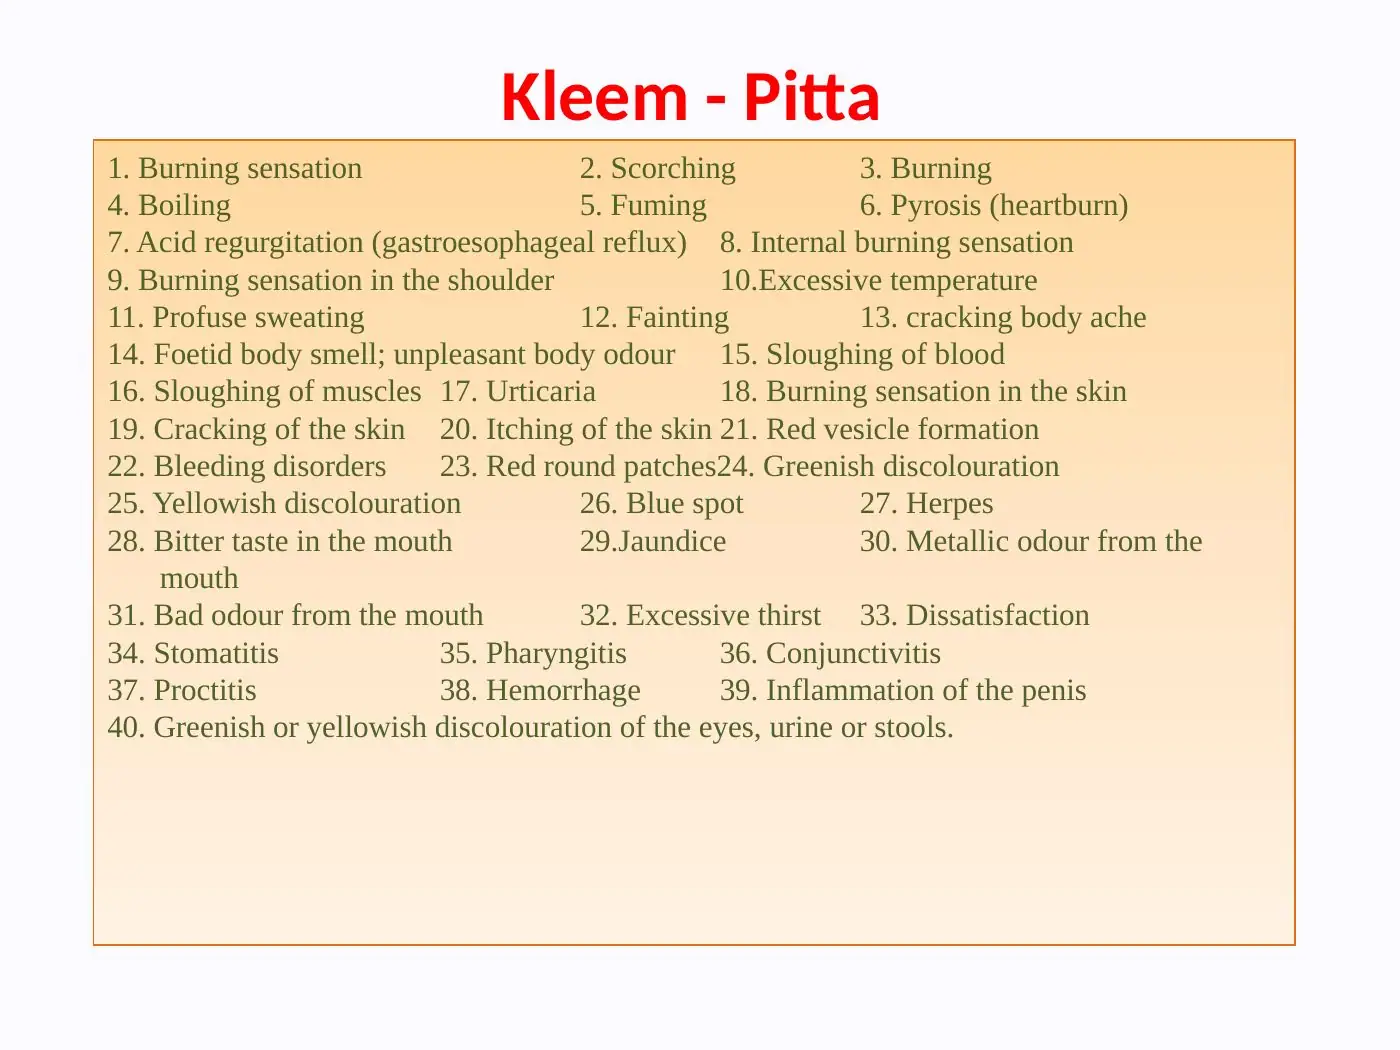 Kleem - Pitta
1. Burning sensation 2. Scorching 3. Burning
4. Boiling 5. Fuming 6. Pyrosis (heartburn)
7. Acid regurgitation (gastroesophageal reflux) 8. Internal burning sensation
9. Burning sensation in the shoulder 10.Excessive temperature
11. Profuse sweating 12. Fainting 13. cracking body ache
14. Foetid body smell; unpleasant body odour 15. Sloughing of blood
16. Sloughing of muscles 17. Urticaria 18. Burning sensation in the skin
19. Cracking of the skin 20. Itching of the skin 21. Red vesicle formation
22. Bleeding disorders 23. Red round patches24. Greenish discolouration
25. Yellowish discolouration 26. Blue spot 27. Herpes
28. Bitter taste in the mouth 29.Jaundice 30. Metallic odour from the
mouth
31. Bad odour from the mouth 32. Excessive thirst 33. Dissatisfaction
34. Stomatitis 35. Pharyngitis 36. Conjunctivitis
37. Proctitis 38. Hemorrhage 39. Inflammation of the penis
40. Greenish or yellowish discolouration of the eyes, urine or stools.